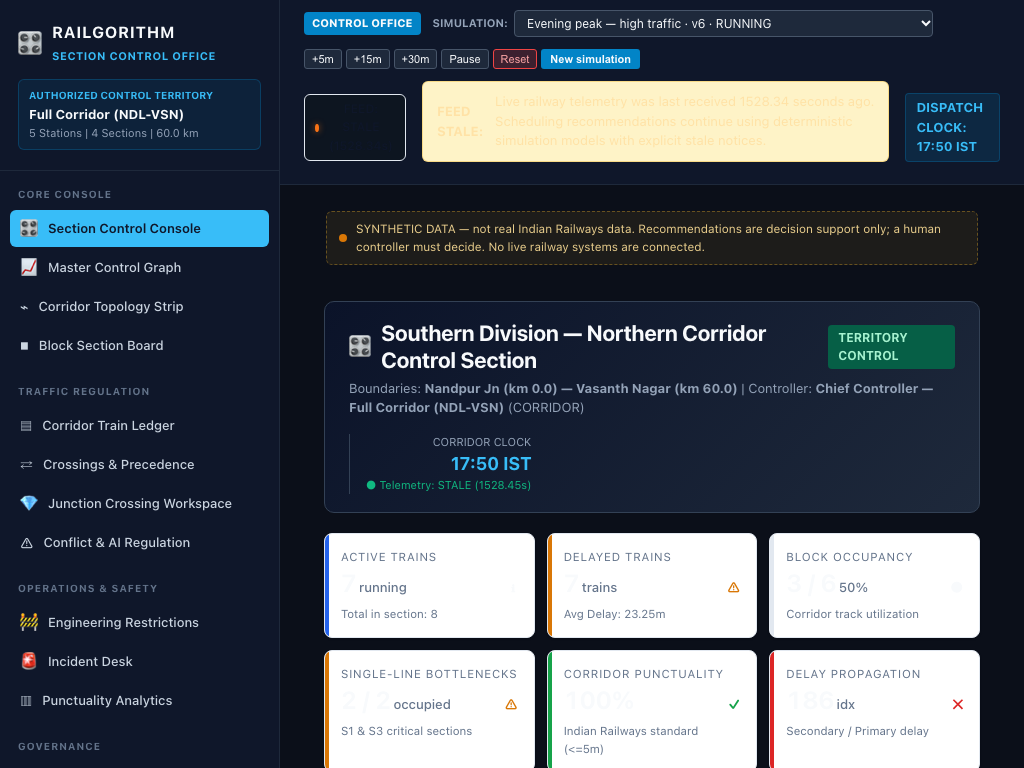 RAILGORITHM
SECTION CONTROL OFFICE
AUTHORIZED CONTROL TERRITORY
Full Corridor (NDL-VSN)
5 Stations | 4 Sections | 60.0 km
CORE CONSOLE
Section Control Console
Master Control Graph
Corridor Topology Strip
Block Section Board
TRAFFIC REGULATION
Corridor Train Ledger
Crossings & Precedence
Junction Crossing Workspace
Conflict & AI Regulation
OPERATIONS & SAFETY
Engineering Restrictions
Incident Desk
Punctuality Analytics
GOVERNANCE
CONTROL OFFICE
SIMULATION:
Evening peak — high traffic · v6 · RUNNING
+5m
+15m
+30m
Pause
Reset
New simulation
FEED
STALE:
Live railway telemetry was last received 1528.34 seconds ago.
Scheduling recommendations continue using deterministic
simulation models with explicit stale notices.
DISPATCH
CLOCK:
17:50 IST
SYNTHETIC DATA — not real Indian Railways data. Recommendations are decision support only; a human
controller must decide. No live railway systems are connected.
Southern Division — Northern Corridor
Control Section
TERRITORY
CONTROL
Boundaries: Nandpur Jn (km 0.0) — Vasanth Nagar (km 60.0) | Controller: Chief Controller —
Full Corridor (NDL-VSN) (CORRIDOR)
CORRIDOR CLOCK
17:50 IST
Telemetry: STALE (1528.45s)
ACTIVE TRAINS
7 running
Total in section: 8
DELAYED TRAINS
7 trains
Avg Delay: 23.25m
BLOCK OCCUPANCY
3 / 6 50%
Corridor track utilization
SINGLE-LINE BOTTLENECKS
2 / 2 occupied
S1 & S3 critical sections
CORRIDOR PUNCTUALITY
100%
Indian Railways standard
(<=5m)
DELAY PROPAGATION
186 idx
Secondary / Primary delay